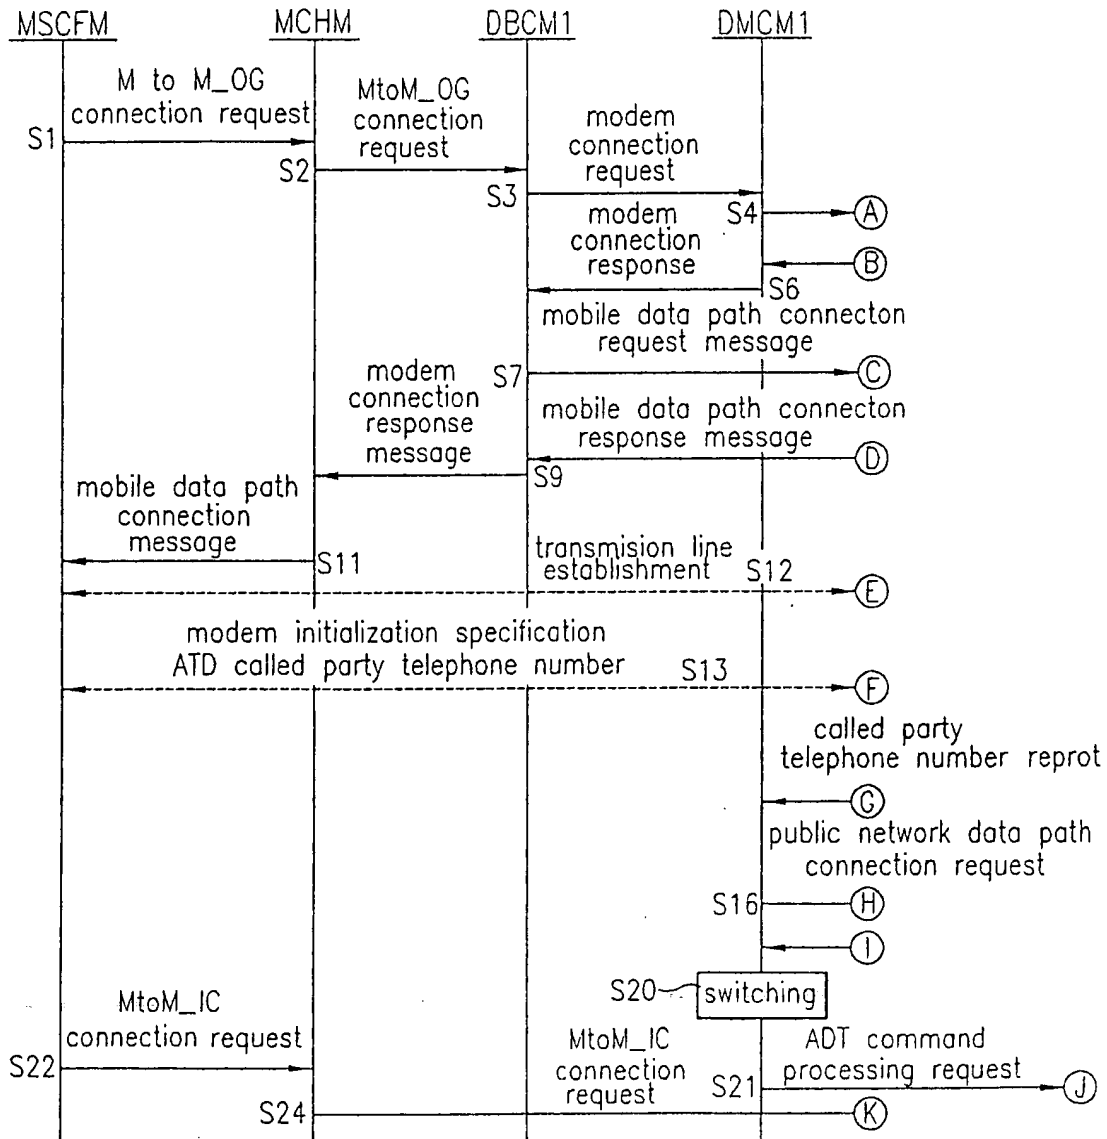 MSCFM MCHM DBCM1 DMCM1
M to M_OG
connection request
S1
MtoM_OG
connection
request
S2
modem
connection
request
S3
S4
A
modem
connection
response
B
S6
mobile data path connecton
request message
S7
C
modem
connection
response
message
mobile data path connecton
response message
D
S9
mobile data path
connection
message
S11
transmision line
establishment
S12
E
modem initialization specification
ATD called party telephone number
S13
F
called party
telephone number reprot
G
public network data path
connection request
S16
H
I
S20
switching
MtoM_IC
connection request
S22
MtoM_IC
connection
request
ADT command
processing request
S21
J
S24
K